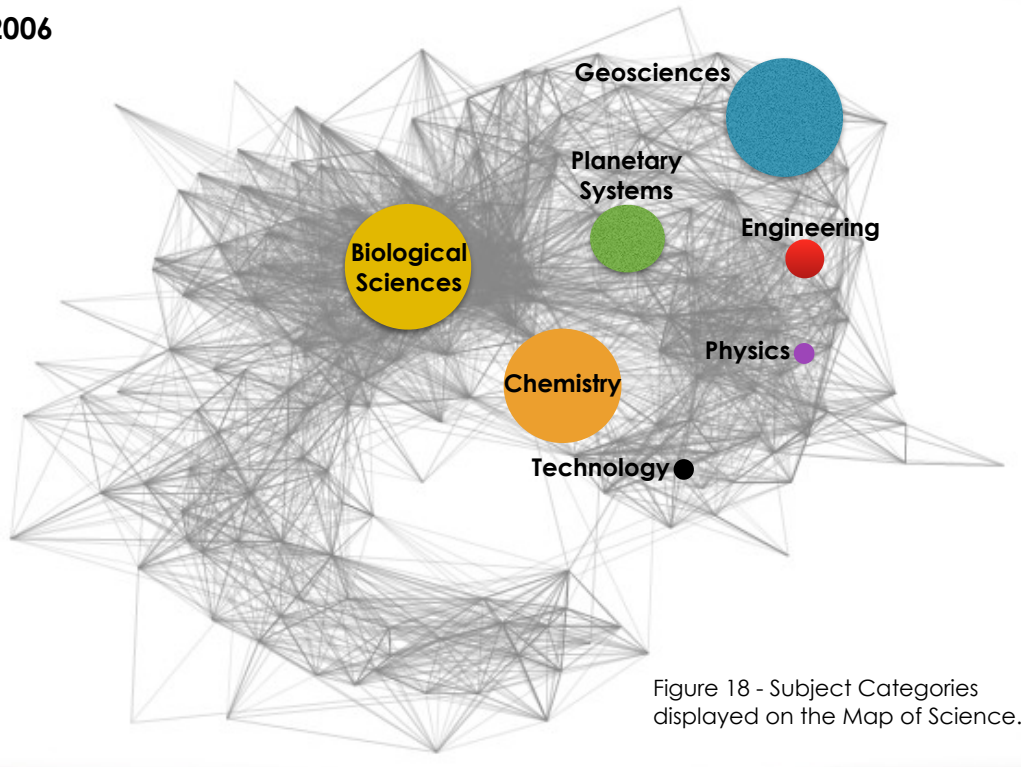 2006
Geosciences
Planetary
Systems
Engineering
Biological
Sciences
Physics
Chemistry
Technology
Figure 18 - Subject Categories
displayed on the Map of Science.